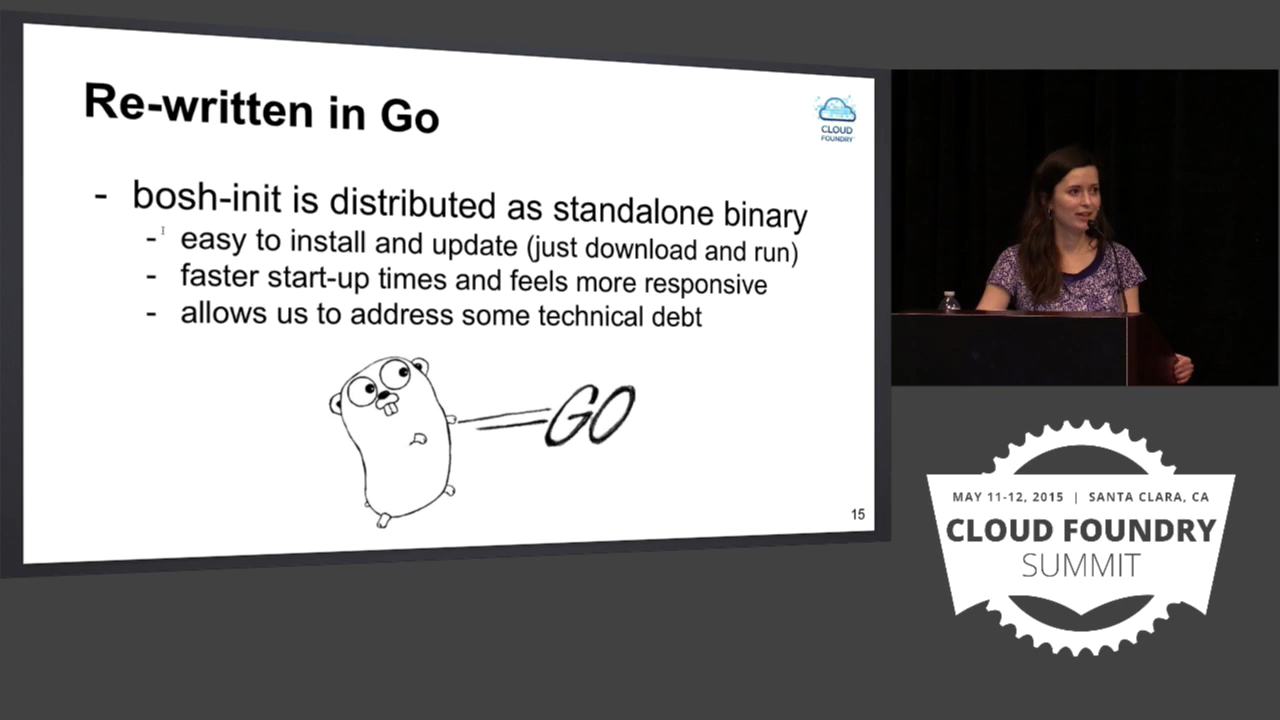 Re-written in Go
CLOUD
FOUNDRY
- bosh-init is distributed as standalone binary
- easy to install and update (just download and run)
- faster start-up times and feels more responsive
- allows us to address some technical debt
GO
15
MAY 11-12, 2015 | SANTA CLARA, CA
CLOUD FOUNDRY
SUMMIT